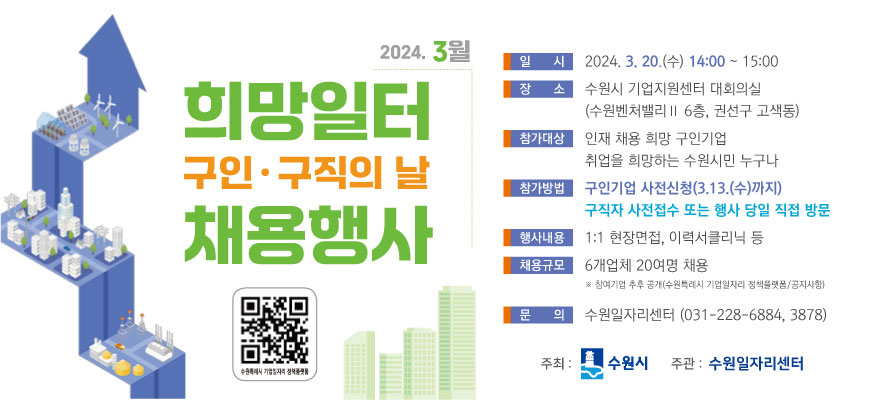 2024. 3월
희망일터
구인·구직의 날
채용행사
수원특례시 기업일자리 정책플랫폼
일 시 2024. 3. 20.(수) 14:00 ~ 15:00
장 소 수원시 기업지원센터 대회의실
(수원벤처밸리Ⅱ 6층, 권선구 고색동)
참가대상 인재 채용 희망 구인기업
취업을 희망하는 수원시민 누구나
참가방법 구인기업 사전신청(3.13.(수)까지)
구직자 사전접수 또는 행사 당일 직접 방문
행사내용 1:1 현장면접, 이력서클리닉 등
채용규모 6개업체 20여명 채용
※ 참여기업 추후 공개(수원특례시 기업일자리 정책플랫폼/공지사항)
문 의 수원일자리센터 (031-228-6884, 3878)
주최 : 수원시 주관 : 수원일자리센터